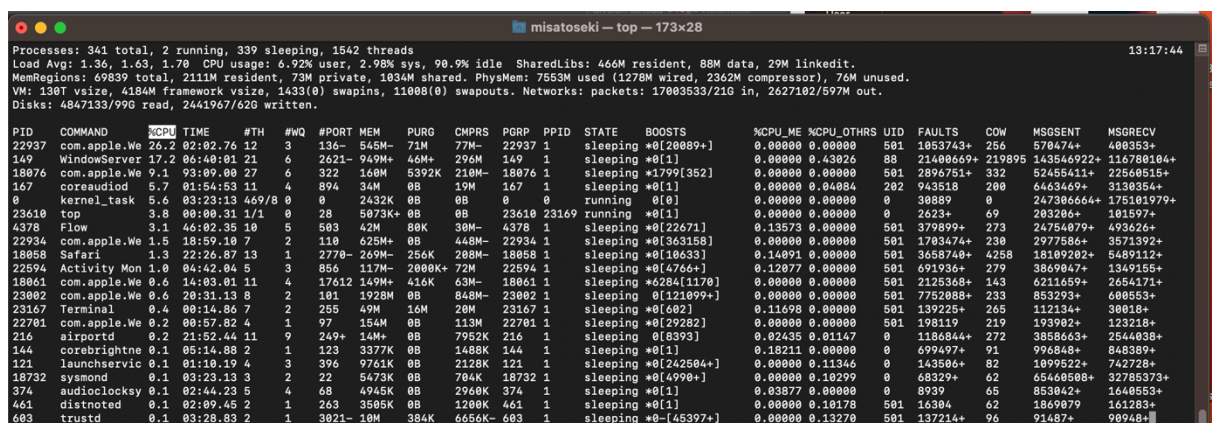 misatoseki — top — 173×28
Processes: 341 total, 2 running, 339 sleeping, 1542 threads 13:17:44
Load Avg: 1.36, 1.63, 1.70 CPU usage: 6.92% user, 2.98% sys, 90.9% idle SharedLibs: 466M resident, 88M data, 29M linkedit.
MemRegions: 69839 total, 2111M resident, 73M private, 1034M shared. PhysMem: 7553M used (1278M wired, 2362M compressor), 76M unused.
VM: 130T vsize, 4184M framework vsize, 1433(0) swapins, 11008(0) swapouts. Networks: packets: 17003533/21G in, 2627102/597M out.
Disks: 4847133/99G read, 2441967/62G written.
PID COMMAND %CPU TIME #TH #WQ #PORT MEM PURG CMPRS PGRP PPID STATE BOOSTS %CPU_ME %CPU_OTHRS UID FAULTS COW MSGSENT MSGRECV
22937 com.apple.We 26.2 02:02.76 12 3 136- 545M- 71M 77M- 22937 1 sleeping *0[20089+] 0.00000 0.00000 501 1053743+ 256 570474+ 400353+
149 WindowServer 17.2 06:40:01 21 6 2621- 949M+ 46M+ 296M 149 1 sleeping *0[1] 0.00000 0.43026 88 21400669+ 219895 143546922+ 116780104+
18076 com.apple.We 9.1 93:09.00 27 6 322 160M 5392K 210M- 18076 1 sleeping *1799[352] 0.00000 0.00000 501 2896751+ 332 52455411+ 22560515+
167 coreaudiod 5.7 01:54:53 11 4 894 34M 0B 19M 167 1 sleeping *0[1] 0.00000 0.04084 202 943518 200 6463469+ 3130354+
0 kernel_task 5.6 03:23:13 469/8 0 0 2432K 0B 0B 0 0 running 0[0] 0.00000 0.00000 0 30889 0 247306664+ 175101979+
23610 top 3.8 00:00.31 1/1 0 28 5073K+ 0B 0B 23610 23169 running *0[1] 0.00000 0.00000 0 2623+ 69 203206+ 101597+
4378 Flow 3.1 46:02.35 10 5 503 42M 80K 30M- 4378 1 sleeping *0[22671] 0.13573 0.00000 501 379899+ 273 24754079+ 493626+
22934 com.apple.We 1.5 18:59.10 7 2 110 625M+ 0B 448M- 22934 1 sleeping *0[363158] 0.00000 0.00000 501 1703474+ 230 2977586+ 3571392+
18058 Safari 1.3 22:26.87 13 1 2770- 269M- 256K 208M- 18058 1 sleeping *0[10633] 0.14091 0.00000 501 3658740+ 4258 18109202+ 5489112+
22594 Activity Mon 1.0 04:42.04 5 3 856 117M- 2000K+ 72M 22594 1 sleeping *0[4766+] 0.12077 0.00000 501 691936+ 279 3869047+ 1349155+
18061 com.apple.We 0.6 14:03.01 11 4 17612 149M+ 416K 63M- 18061 1 sleeping *6284[1170] 0.00000 0.00000 501 2125368+ 143 6211659+ 2654171+
23002 com.apple.We 0.6 20:31.13 8 2 101 1928M 0B 848M- 23002 1 sleeping 0[121099+] 0.00000 0.00000 501 7752088+ 233 853293+ 600553+
23167 Terminal 0.4 00:14.86 7 2 255 49M 16M 20M 23167 1 sleeping *0[602] 0.11698 0.00000 501 139225+ 265 112134+ 30018+
22701 com.apple.We 0.2 00:57.82 4 1 97 154M 0B 113M 22701 1 sleeping *0[29282] 0.00000 0.00000 501 198119 219 193902+ 123218+
216 airportd 0.2 21:52.44 11 9 249+ 14M+ 0B 7952K 216 1 sleeping 0[8393] 0.02435 0.01147 0 1186844+ 272 3858663+ 2544038+
144 corebrightne 0.1 05:14.88 2 1 123 3377K 0B 1488K 144 1 sleeping *0[1] 0.18211 0.00000 0 699497+ 91 996848+ 848389+
121 launchservic 0.1 01:10.19 4 3 396 9761K 0B 2128K 121 1 sleeping *0[242504+] 0.00000 0.11346 0 143506+ 82 1099522+ 742728+
18732 sysmond 0.1 03:23.13 3 2 22 5473K 0B 704K 18732 1 sleeping *0[4990+] 0.00000 0.10299 0 68329+ 62 65460508+ 32785373+
374 audioclocksy 0.1 02:44.23 5 4 68 4945K 0B 2960K 374 1 sleeping *0[1] 0.03877 0.00000 0 8939 65 853042+ 1640553+
461 distnoted 0.1 02:09.45 2 1 263 3505K 0B 1200K 461 1 sleeping *0[1] 0.00000 0.10178 501 16304 62 1869079 161283+
603 trustd 0.1 03:28.83 2 1 3021- 10M 384K 6656K- 603 1 sleeping *0-[45397+] 0.00000 0.13270 501 137214+ 96 91487+ 90948+